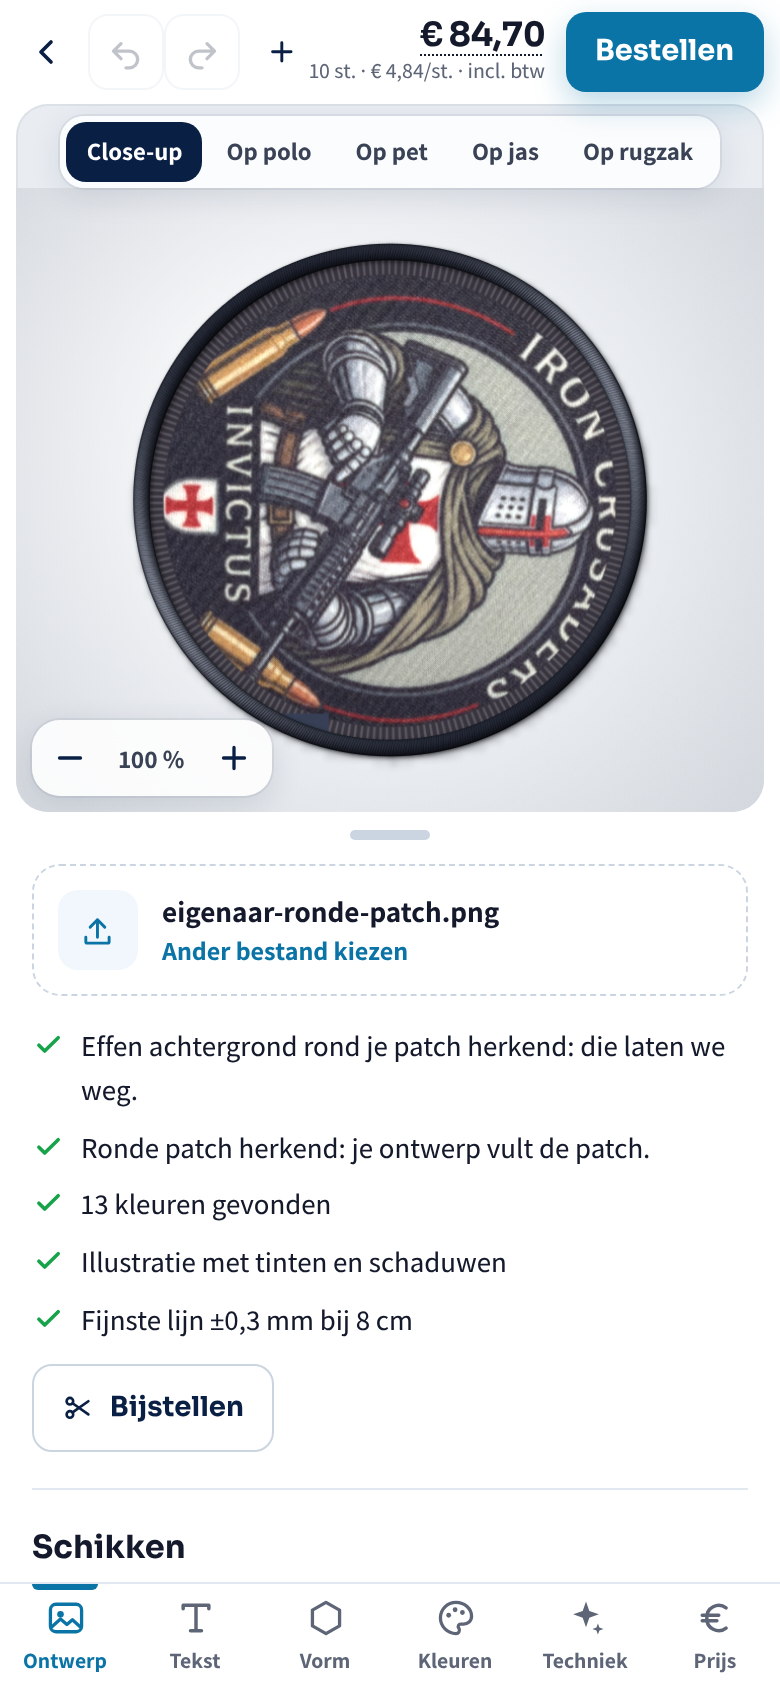 € 84,70
10 st. · € 4,84/st. · incl. btw
Bestellen
Close-up
Op polo
Op pet
Op jas
Op rugzak
IRON CRUSADERS
INVICTUS
100 %
eigenaar-ronde-patch.png
Ander bestand kiezen
Effen achtergrond rond je patch herkend: die laten we
weg.
Ronde patch herkend: je ontwerp vult de patch.
13 kleuren gevonden
Illustratie met tinten en schaduwen
Fijnste lijn ±0,3 mm bij 8 cm
Bijstellen
Schikken
Ontwerp
Tekst
Vorm
Kleuren
Techniek
Prijs